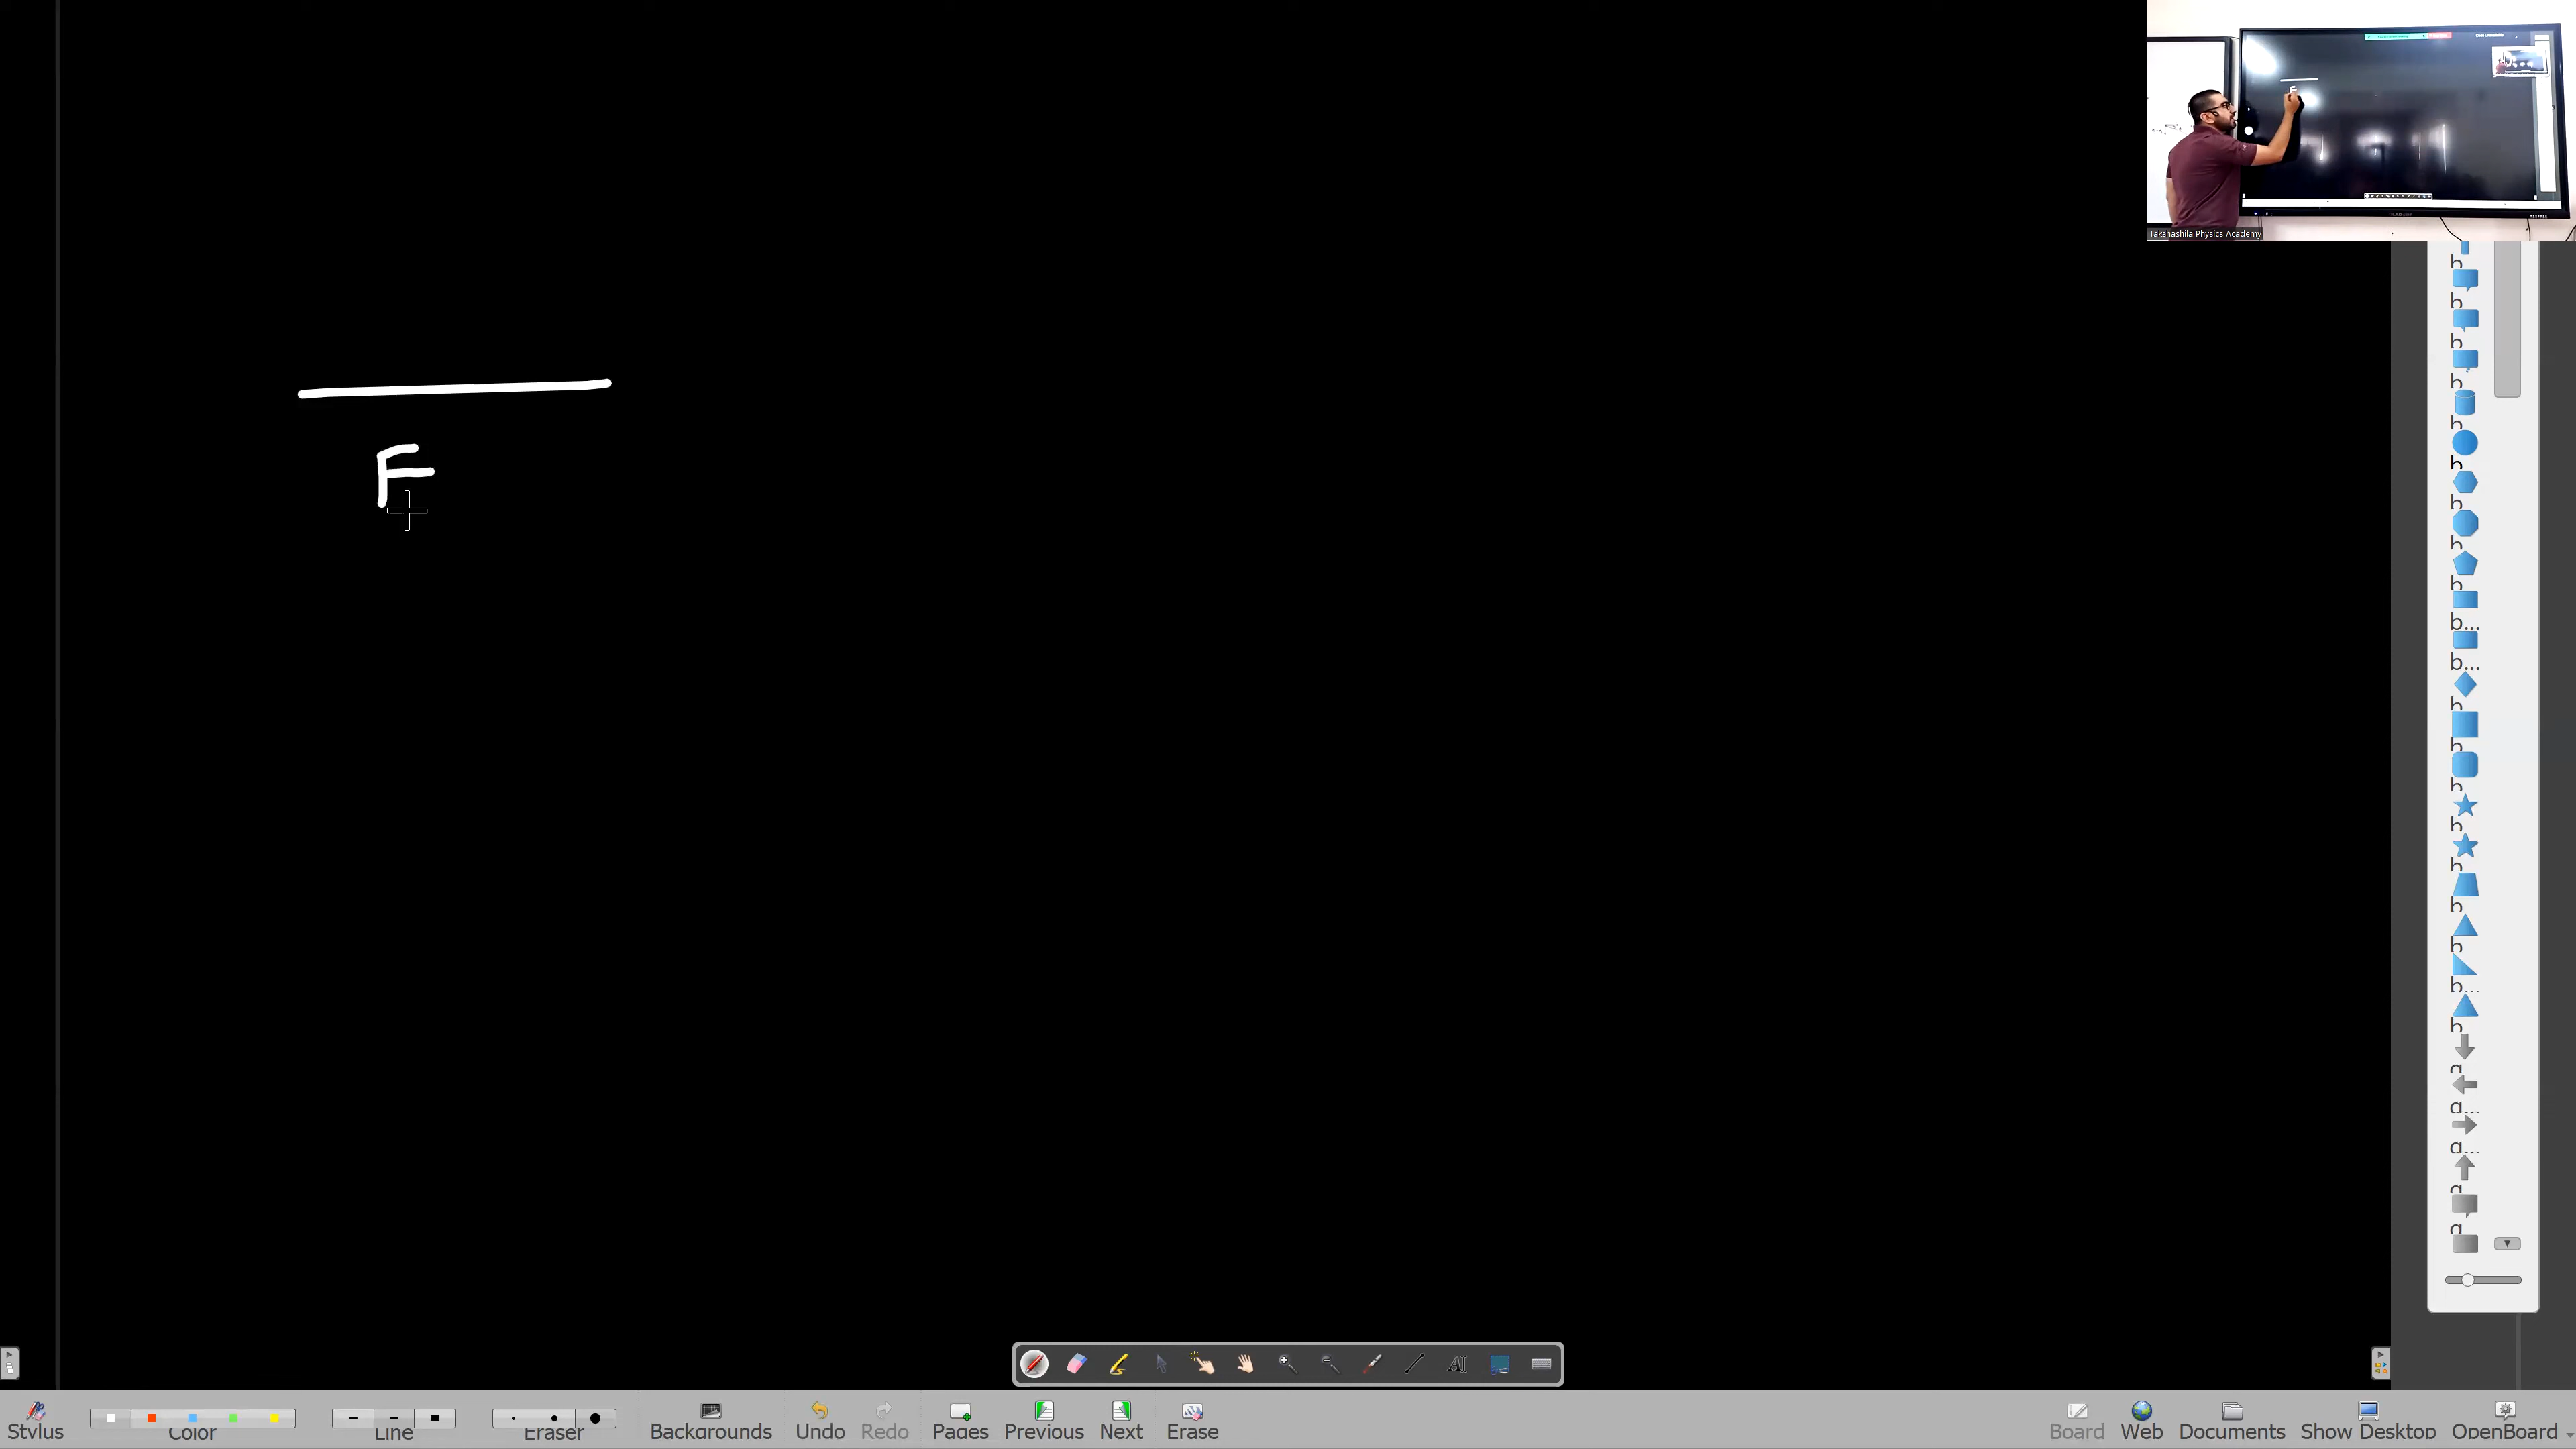 F
Takshashila Physics Academy
b
b
b
b
b
b
b
b
b
b...
b...
b
b
b
b
b
b
b
b
b...
b
a
a...
a...
a
a
Stylus
Color
Line
Eraser
Backgrounds
Undo
Redo
Pages
Previous
Next
Erase
Board
Web
Documents
Show Desktop
OpenBoard